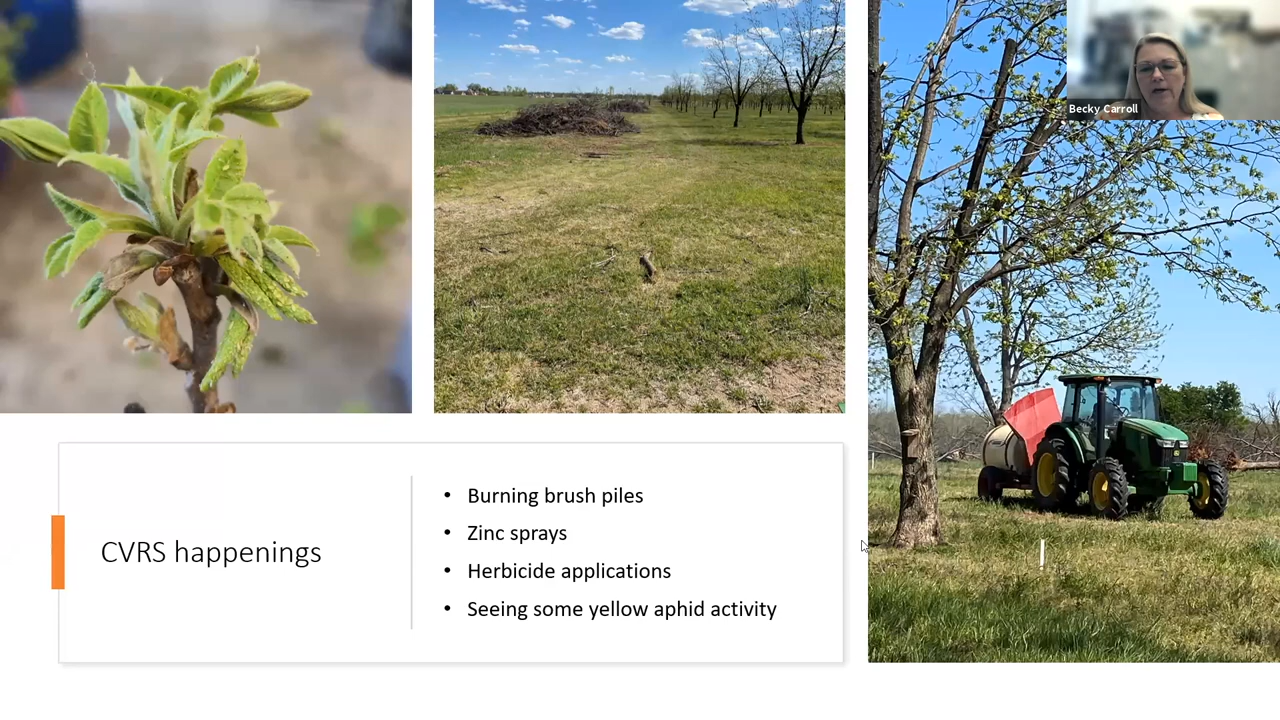 Becky Carroll
CVRS happenings
• Burning brush piles
• Zinc sprays
• Herbicide applications
• Seeing some yellow aphid activity